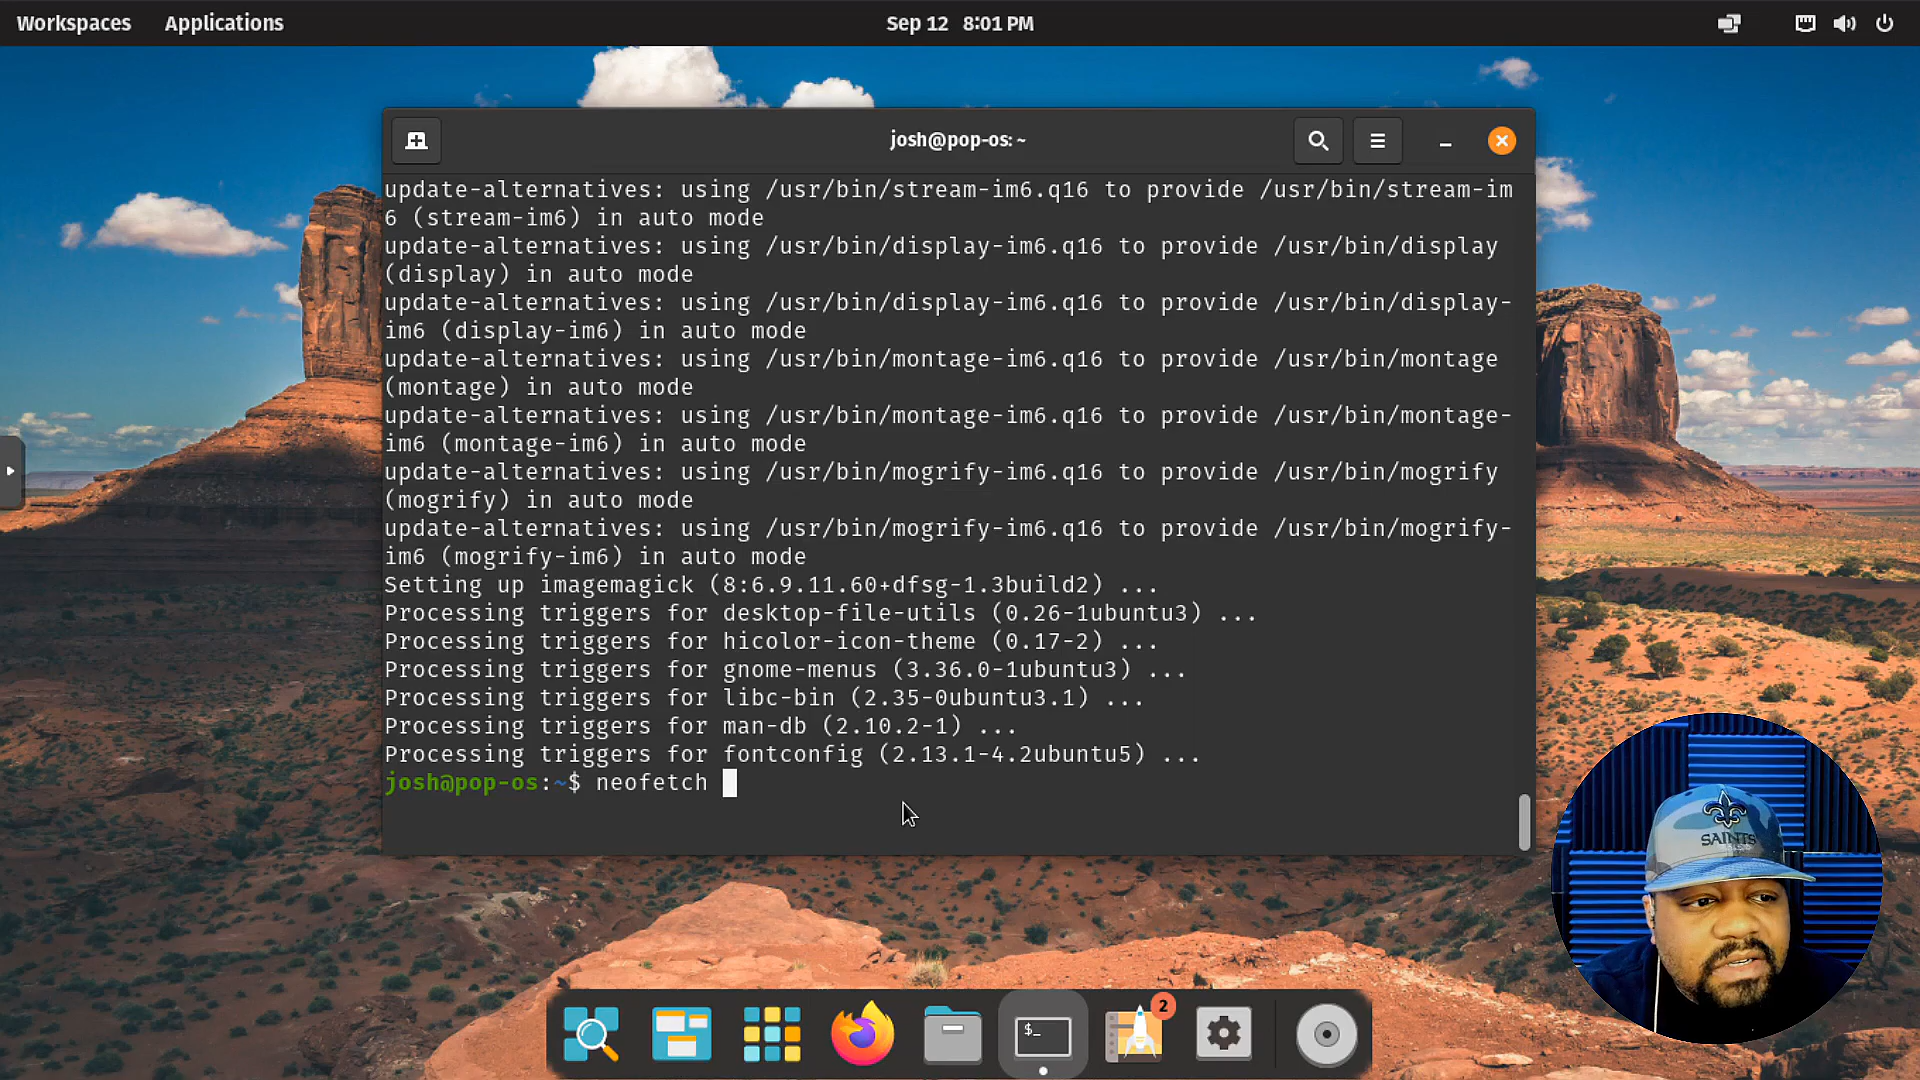 Workspaces Applications Sep 12 8:01 PM
josh@pop-os: ~
update-alternatives: using /usr/bin/stream-im6.q16 to provide /usr/bin/stream-im
6 (stream-im6) in auto mode
update-alternatives: using /usr/bin/display-im6.q16 to provide /usr/bin/display
(display) in auto mode
update-alternatives: using /usr/bin/display-im6.q16 to provide /usr/bin/display-
im6 (display-im6) in auto mode
update-alternatives: using /usr/bin/montage-im6.q16 to provide /usr/bin/montage
(montage) in auto mode
update-alternatives: using /usr/bin/montage-im6.q16 to provide /usr/bin/montage-
im6 (montage-im6) in auto mode
update-alternatives: using /usr/bin/mogrify-im6.q16 to provide /usr/bin/mogrify
(mogrify) in auto mode
update-alternatives: using /usr/bin/mogrify-im6.q16 to provide /usr/bin/mogrify-
im6 (mogrify-im6) in auto mode
Setting up imagemagick (8:6.9.11.60+dfsg-1.3build2) ...
Processing triggers for desktop-file-utils (0.26-1ubuntu3) ...
Processing triggers for hicolor-icon-theme (0.17-2) ...
Processing triggers for gnome-menus (3.36.0-1ubuntu3) ...
Processing triggers for libc-bin (2.35-0ubuntu3.1) ...
Processing triggers for man-db (2.10.2-1) ...
Processing triggers for fontconfig (2.13.1-4.2ubuntu5) ...
josh@pop-os:~$ neofetch
SAINTS
$_
2